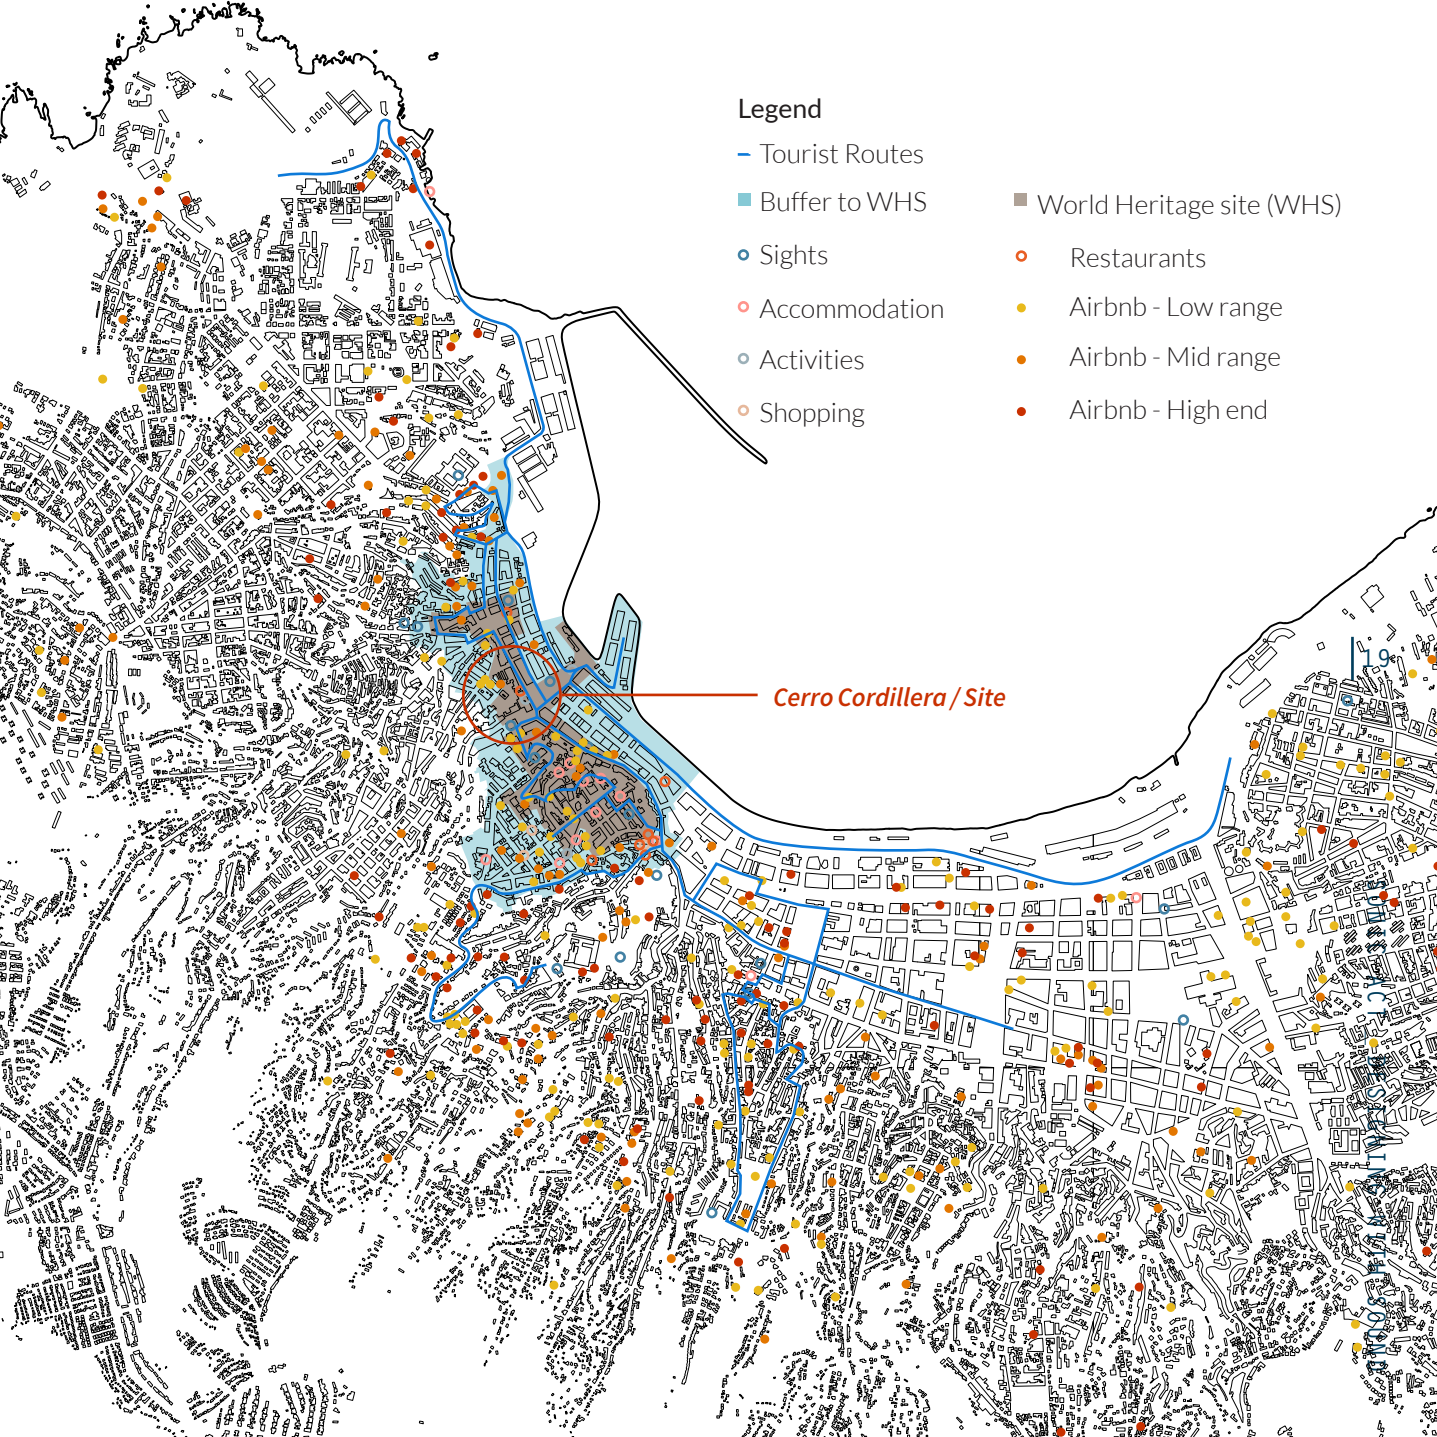 Legend
Tourist Routes
Buffer to WHS
World Heritage site (WHS)
Sights
Restaurants
Accommodation
Airbnb - Low range
Activities
Airbnb - Mid range
Shopping
Airbnb - High end
19
Cerro Cordillera / Site